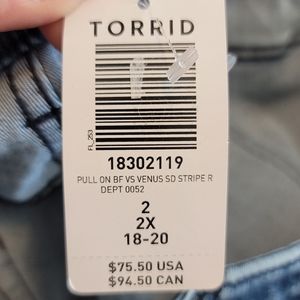 TORRID
FL_253
18302119
PULL ON BF VS VENUS SD STRIPE R
DEPT 0052
2
2X
18-20
$75.50 USA
$94.50 CAN